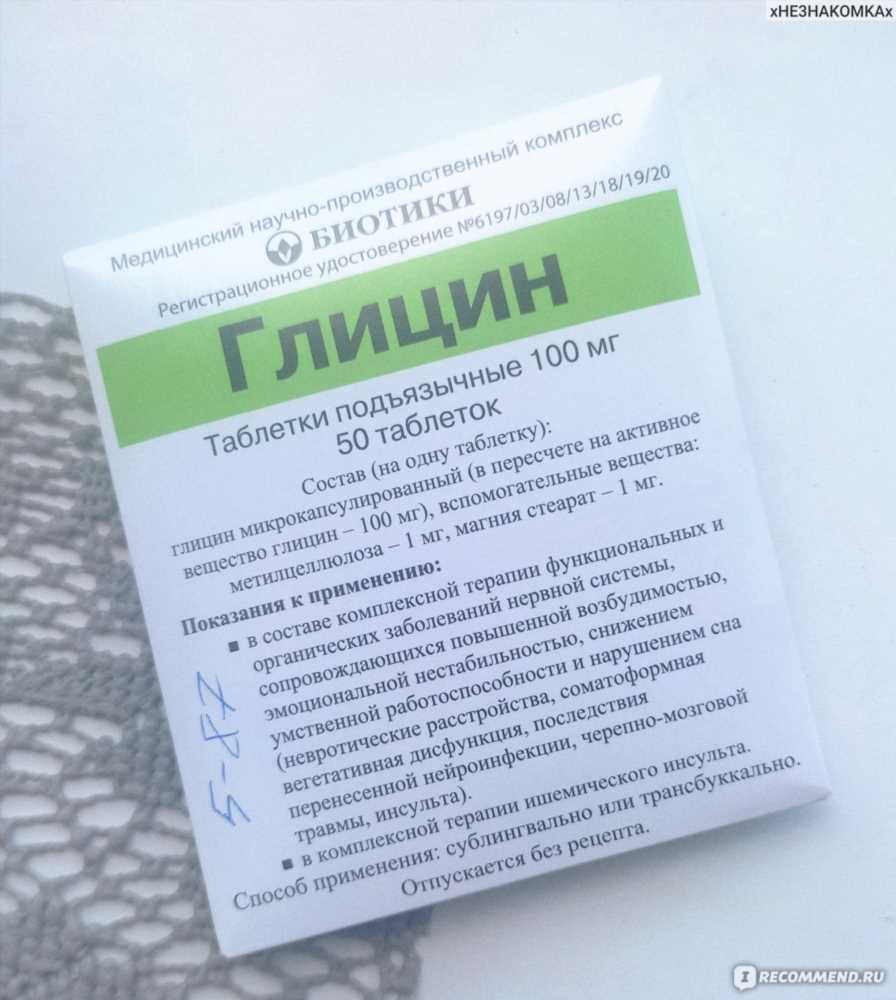 хНЕЗНАКОМКАх
Медицинский научно-производственный комплекс
БИОТИКИ
Регистрационное удостоверение №6197/03/08/13/18/19/20
Глицин
Таблетки подъязычные 100 мг
50 таблеток
Состав (на одну таблетку):
глицин микрокапсулированный (в пересчете на активное
вещество глицин – 100 мг), вспомогательные вещества:
метилцеллюлоза – 1 мг, магния стеарат – 1 мг.
Показания к применению:
▪ в составе комплексной терапии функциональных и
органических заболеваний нервной системы,
сопровождающихся повышенной возбудимостью,
эмоциональной нестабильностью, снижением
умственной работоспособности и нарушением сна
(невротические расстройства, соматоформная
вегетативная дисфункция, последствия
перенесенной нейроинфекции, черепно-мозговой
травмы, инсульта).
▪ в комплексной терапии ишемического инсульта.
Способ применения: сублингвально или трансбуккально.
Отпускается без рецепта.
5-87
IRECOMMEND.RU